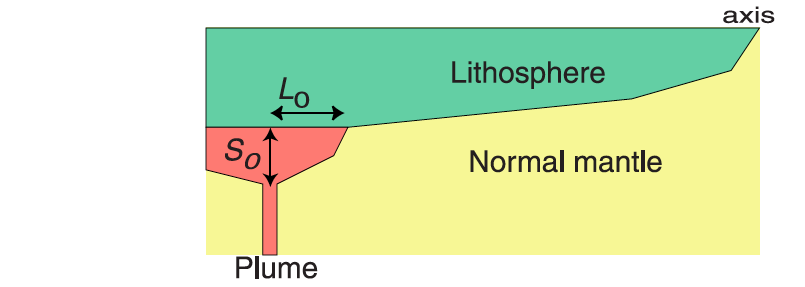 axis
Lithosphere
Lo
So
Normal mantle
Plume